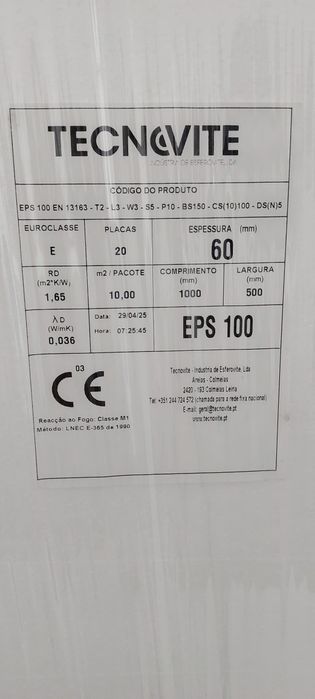 TECNOVITE
INDÚSTRIA DE ESFEROVITE, LDA
CÓDIGO DO PRODUTO
EPS 100 EN 13163 - T2 - L3 - W3 - S5 - P10 - BS150 - CS(10)100 - DS(N)5
EUROCLASSE PLACAS ESPESSURA (mm)
E 20 60
RD (m2*K/W) m2 / PACOTE COMPRIMENTO (mm) LARGURA (mm)
1,65 10,00 1000 500
λ D (W/mK) Data: 29/04/25 EPS 100
0,036 Hora: 07:25:45
03
CE
Reacção ao Fogo: Classe M1
Método: LNEC E-365 de 1990
Tecnovite - Industria de Esferovite, Lda
Areias - Colmeias
2420 - 193 Colmeias Leiria
Tel: +351 244 724 572 (chamada para a rede fixa nacional)
E-mail: geral@tecnovite.pt
www.tecnovite.pt